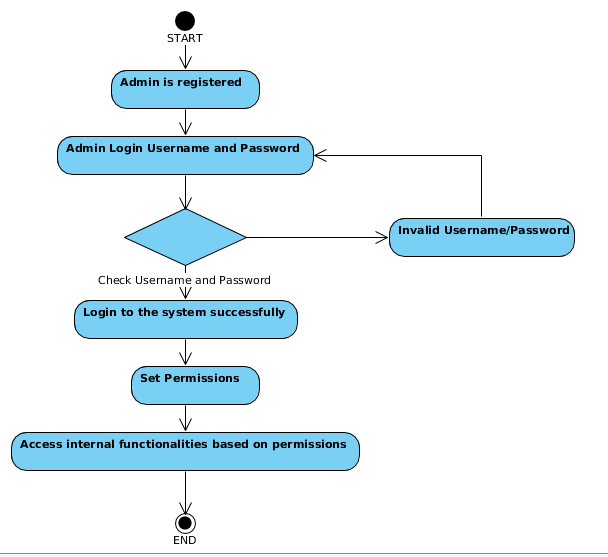 START
Admin is registered
Admin Login Username and Password
Invalid Username/Password
Check Username and Password
Login to the system successfully
Set Permissions
Access internal functionalities based on permissions
END